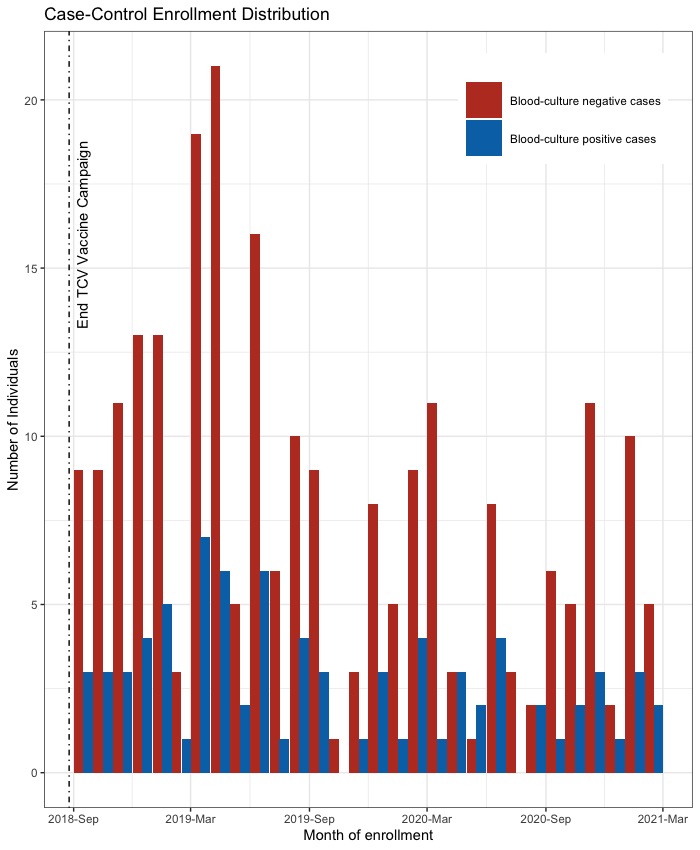 Case-Control Enrollment Distribution
Blood-culture negative cases
Blood-culture positive cases
End TCV Vaccine Campaign
Number of Individuals
20
15
10
5
0
2018-Sep
2019-Mar
2019-Sep
2020-Mar
2020-Sep
2021-Mar
Month of enrollment